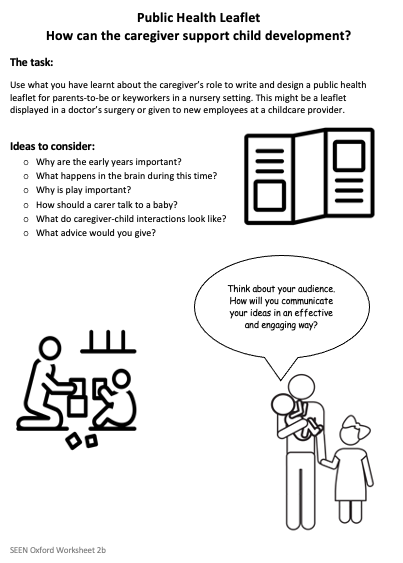 Public Health Leaflet
How can the caregiver support child development?
The task:
Use what you have learnt about the caregiver's role to write and design a public health
leaflet for parents-to-be or keyworkers in a nursery setting. This might be a leaflet
displayed in a doctor's surgery or given to new employees at a childcare provider.
Ideas to consider:
o Why are the early years important?
o What happens in the brain during this time?
o Why is play important?
o How should a carer talk to a baby?
o What do caregiver-child interactions look like?
o What advice would you give?
Think about your audience.
How will you communicate
your ideas in an effective
and engaging way?
SEEN Oxford Worksheet 2b